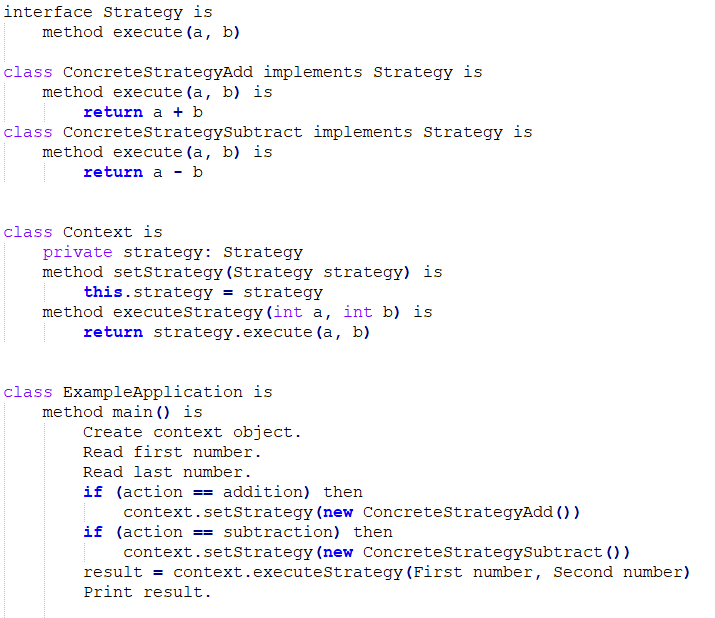 interface Strategy is
    method execute(a, b)

class ConcreteStrategyAdd implements Strategy is
    method execute(a, b) is
        return a + b
class ConcreteStrategySubtract implements Strategy is
    method execute(a, b) is
        return a - b


class Context is
    private strategy: Strategy
    method setStrategy(Strategy strategy) is
        this.strategy = strategy
    method executeStrategy(int a, int b) is
        return strategy.execute(a, b)


class ExampleApplication is
    method main() is
        Create context object.
        Read first number.
        Read last number.
        if (action == addition) then
            context.setStrategy(new ConcreteStrategyAdd())
        if (action == subtraction) then
            context.setStrategy(new ConcreteStrategySubtract())
        result = context.executeStrategy(First number, Second number)
        Print result.